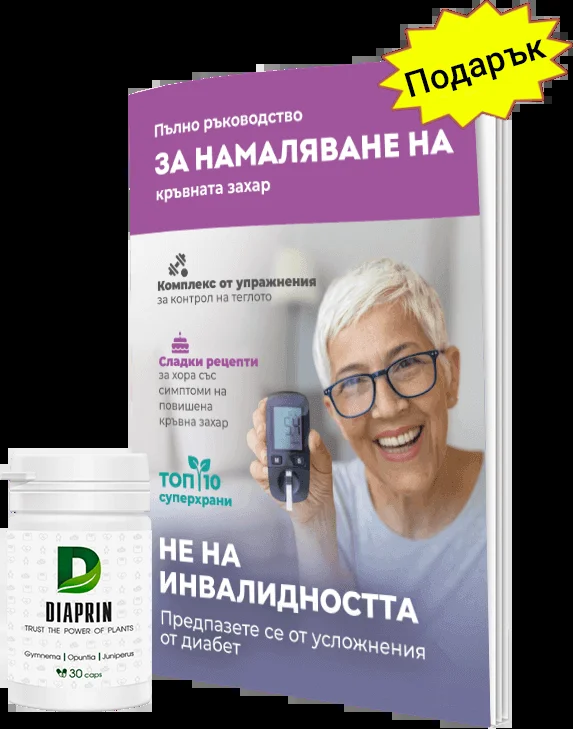 Подарък
Пълно ръководство
ЗА НАМАЛЯВАНЕ НА
кръвната захар
Комплекс от упражнения
за контрол на теглото
Сладки рецепти
за хора със
симптоми на
повишена
кръвна захар
ТОП 10
суперхрани
5.4
НЕ НА
ИНВАЛИДНОСТТА
Предпазете се от усложнения
от диабет
D
DIAPRIN
TRUST THE POWER OF PLANTS
Gymnema | Opuntia | Juniperus
30 caps